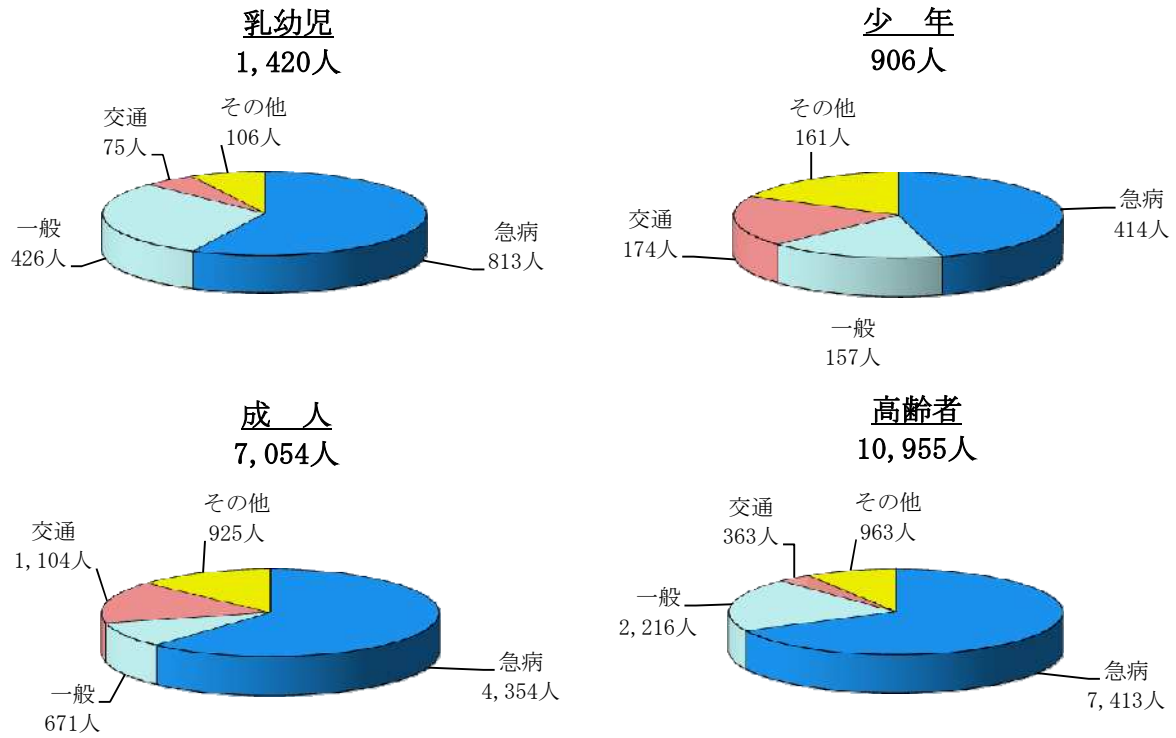 乳幼児
1,420人
交通
75人
その他
106人
一般
426人
急病
813人
少　年
906人
その他
161人
交通
174人
急病
414人
一般
157人
成　人
7,054人
交通
1,104人
その他
925人
一般
671人
急病
4,354人
高齢者
10,955人
交通
363人
その他
963人
一般
2,216人
急病
7,413人